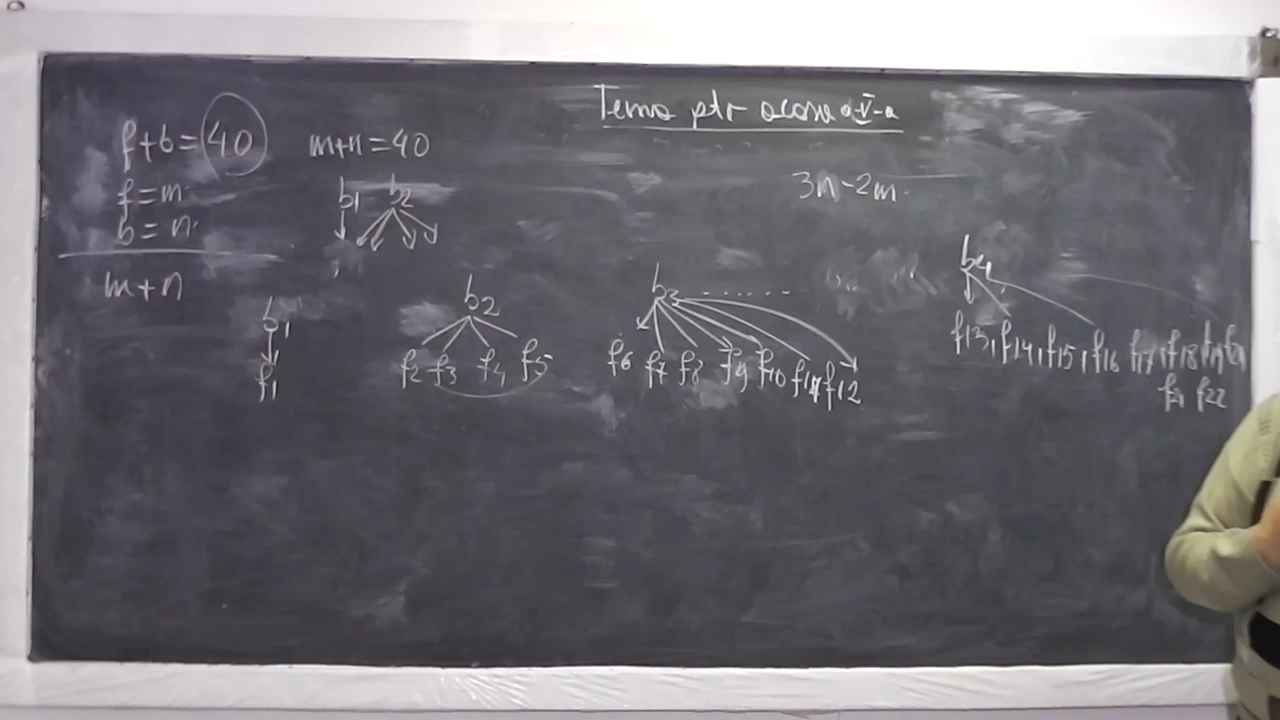 Tema ptr acasa a V-a
f+b=40 m+n=40
f=m
b=n
m+n
3n-2m
b1 b2
b1
f1
b2
f2 f3 f4 f5
b3 .......
f6 f7 f8 f9 f10 f11 f12
b4
f13, f14, f15, f16 f17 f18 f19
f21 f22